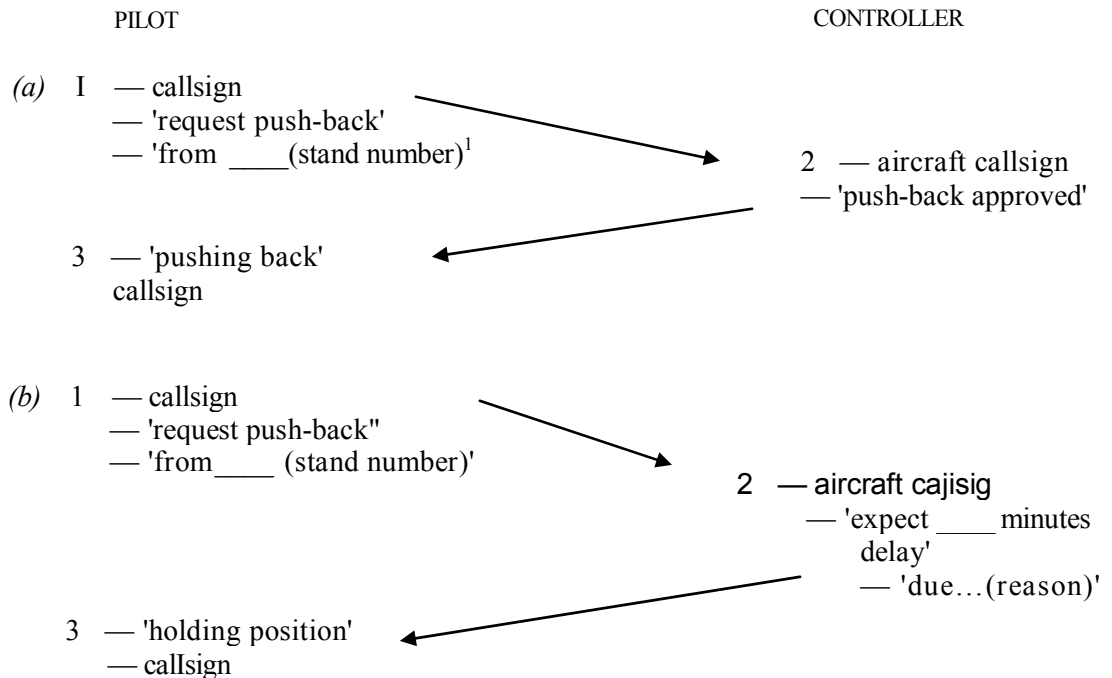 PILOT CONTROLLER
(a) I — callsign
— 'request push-back'
— 'from ____(stand number)¹
2 — aircraft callsign
— 'push-back approved'
3 — 'pushing back'
callsign
(b) 1 — callsign
— 'request push-back"
— 'from____ (stand number)'
2 — aircraft cajisig
— 'expect ____ minutes
delay'
— 'due…(reason)'
3 — 'holding position'
— calIsign